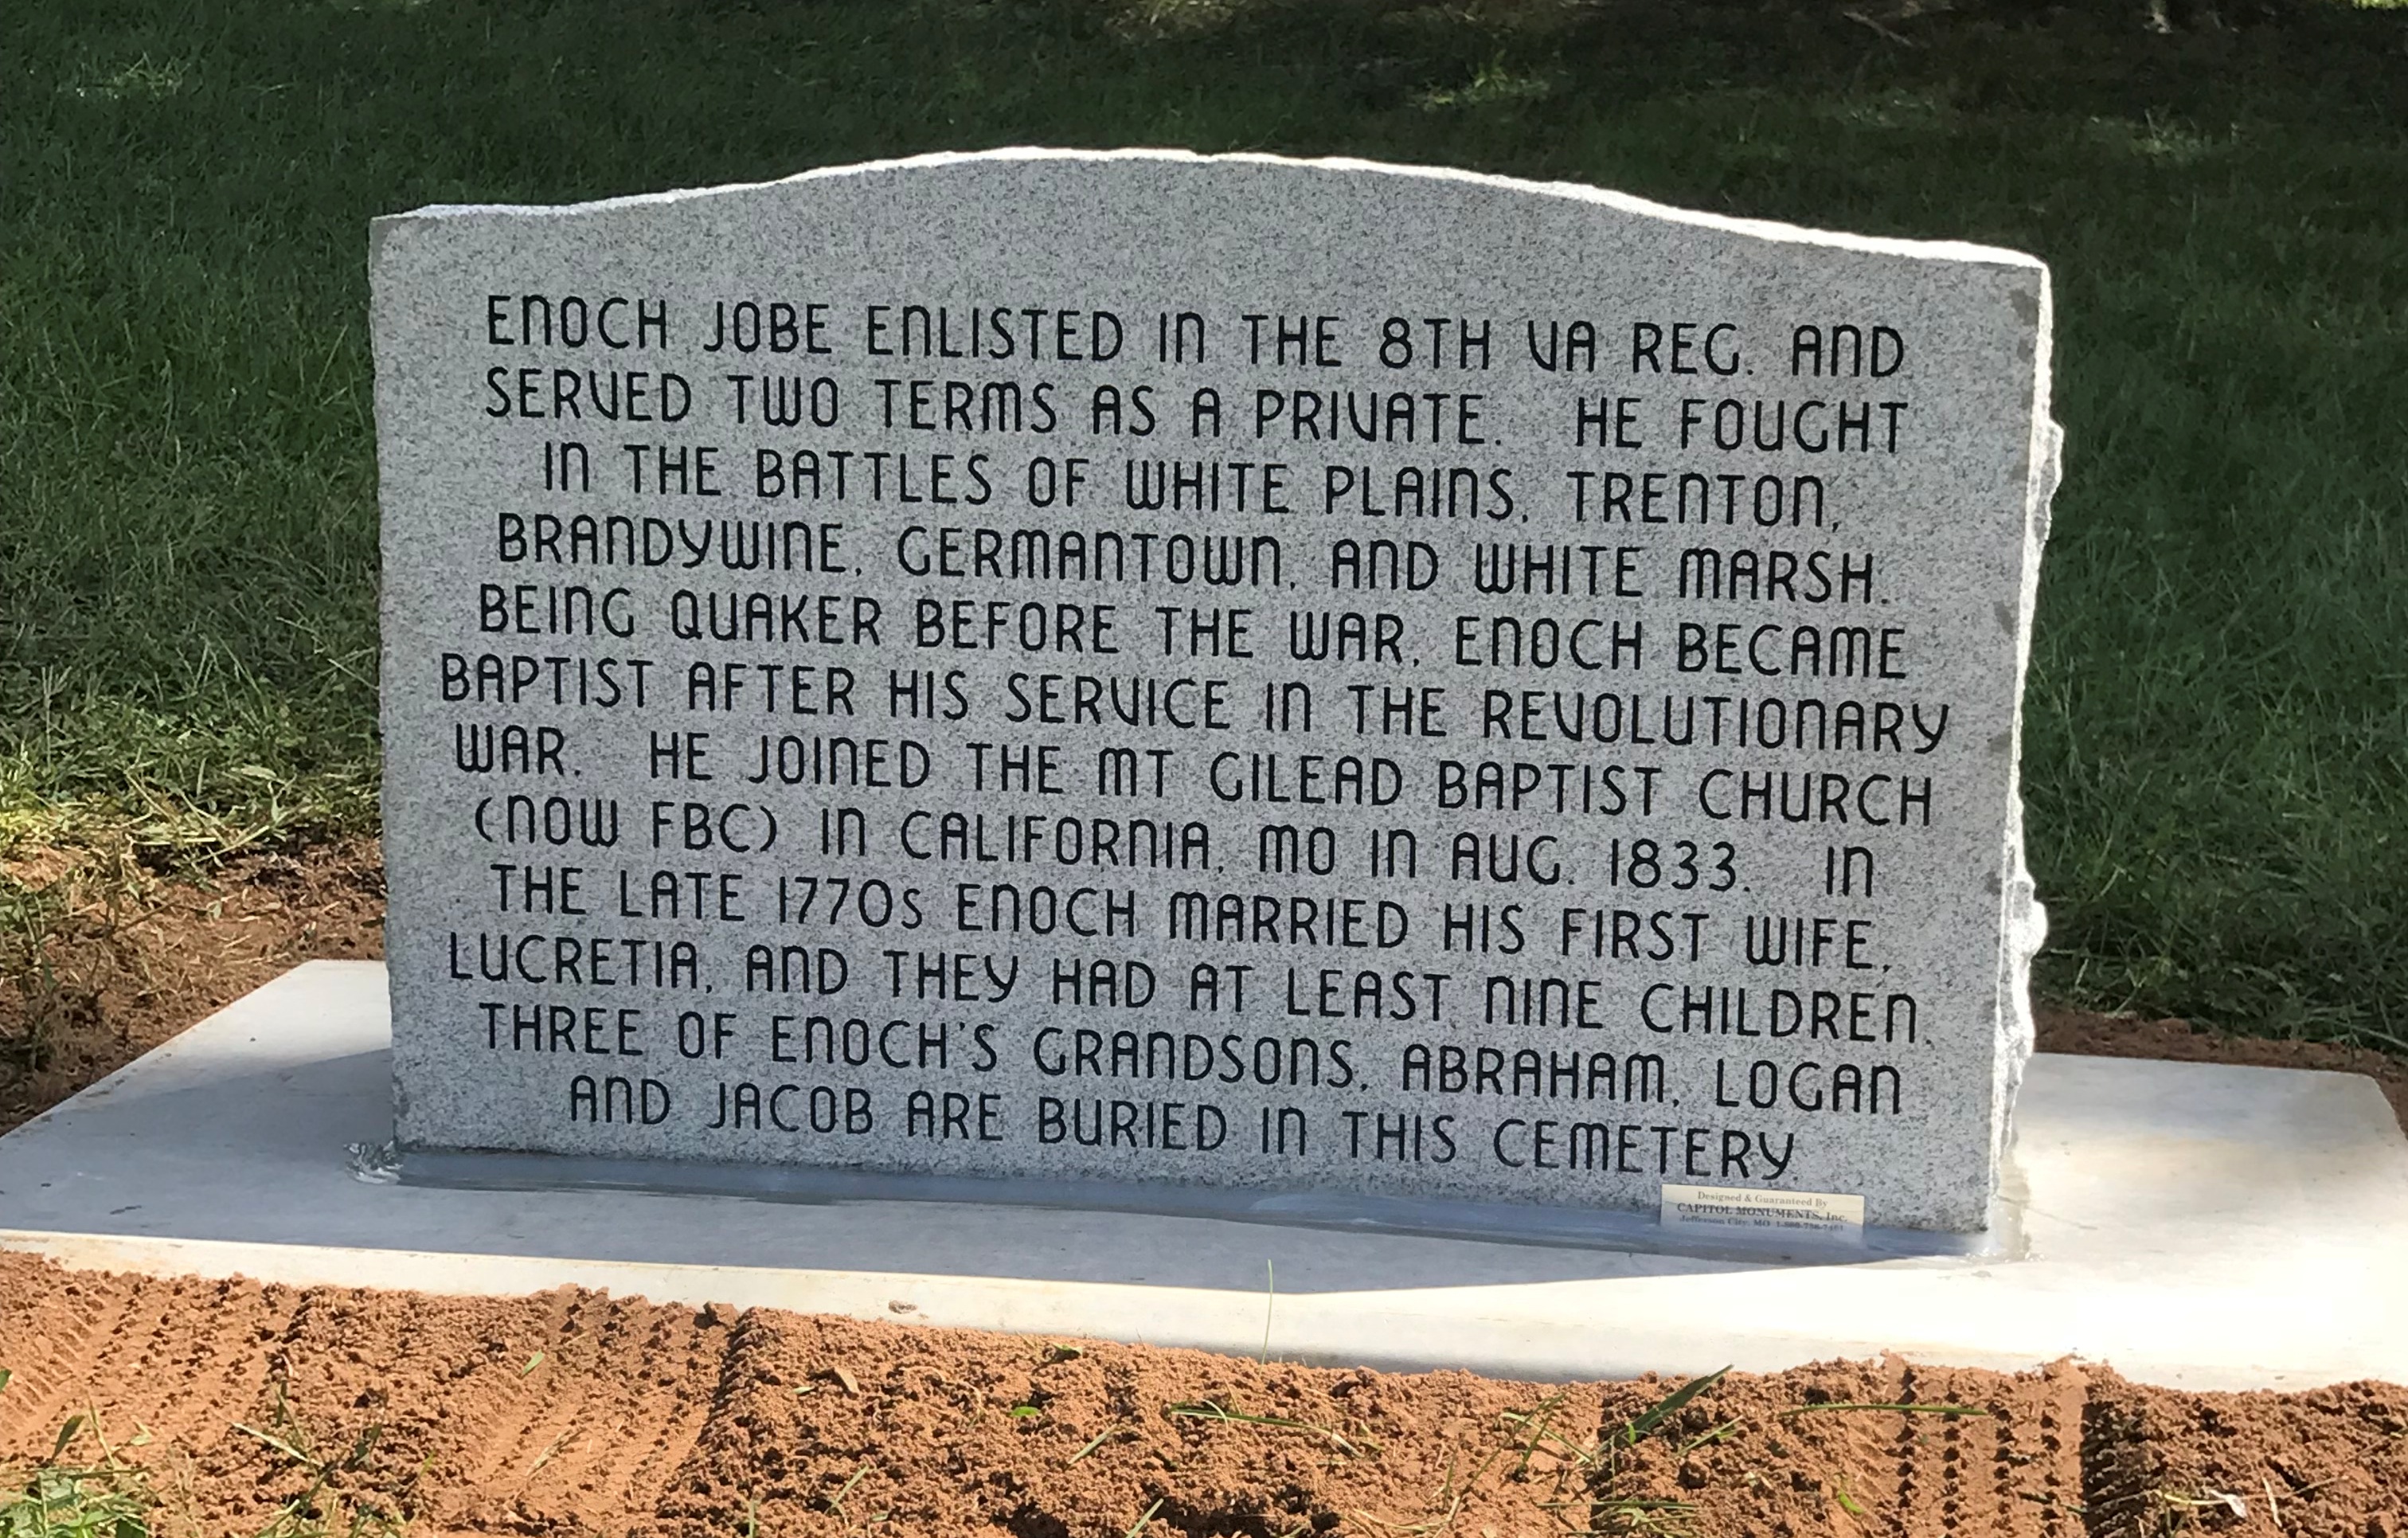 ENOCH JOBE ENLISTED IN THE 8TH VA REG. AND
SERVED TWO TERMS AS A PRIVATE. HE FOUGHT
IN THE BATTLES OF WHITE PLAINS, TRENTON,
BRANDYWINE, GERMANTOWN, AND WHITE MARSH.
BEING QUAKER BEFORE THE WAR, ENOCH BECAME
BAPTIST AFTER HIS SERVICE IN THE REVOLUTIONARY
WAR. HE JOINED THE MT GILEAD BAPTIST CHURCH
(NOW FBC) IN CALIFORNIA, MO IN AUG. 1833. IN
THE LATE 1770s ENOCH MARRIED HIS FIRST WIFE,
LUCRETIA, AND THEY HAD AT LEAST NINE CHILDREN.
THREE OF ENOCH'S GRANDSONS, ABRAHAM, LOGAN
AND JACOB ARE BURIED IN THIS CEMETERY.
Designed & Guaranteed By
CAPITOL MONUMENTS, Inc.
Jefferson City, MO